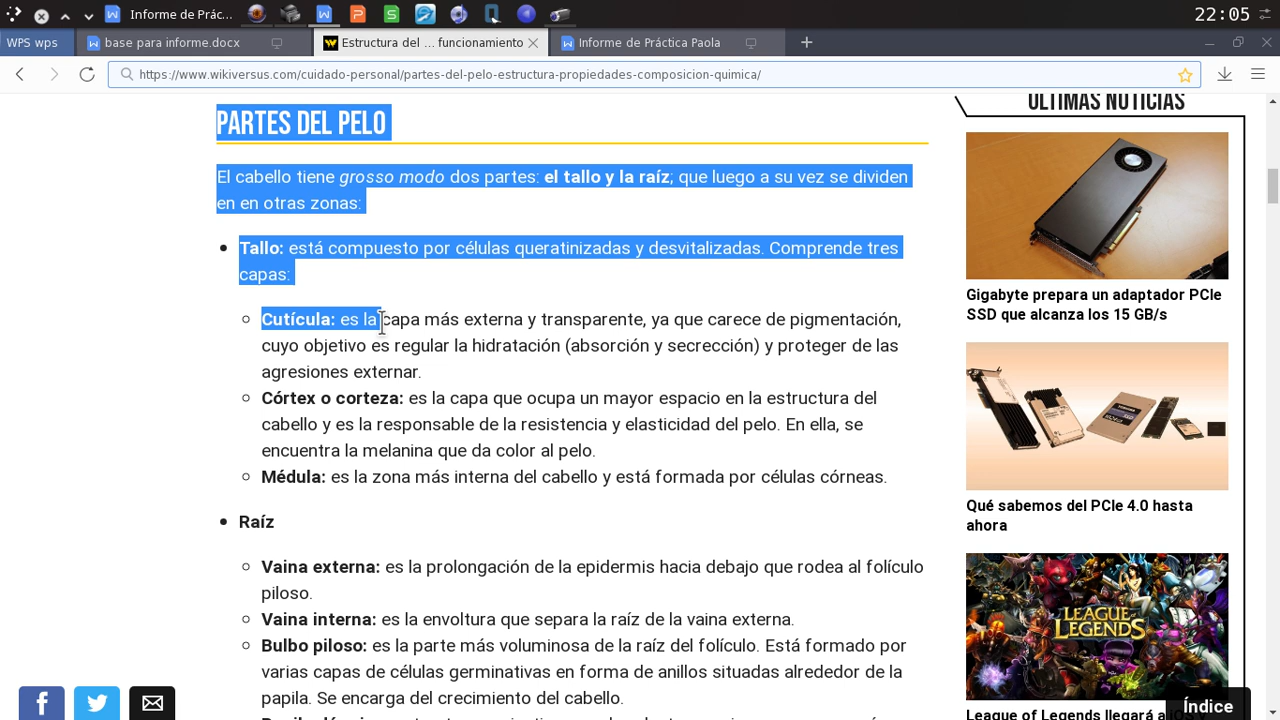 Informe de Prác...
22:05
WPS wps
base para informe.docx
Estructura del ... funcionamiento
Informe de Práctica Paola
https://www.wikiversus.com/cuidado-personal/partes-del-pelo-estructura-propiedades-composicion-quimica/
PARTES DEL PELO
El cabello tiene grosso modo dos partes: el tallo y la raíz; que luego a su vez se dividen
en en otras zonas:
Tallo: está compuesto por células queratinizadas y desvitalizadas. Comprende tres
capas:
Cutícula: es la capa más externa y transparente, ya que carece de pigmentación,
cuyo objetivo es regular la hidratación (absorción y secrección) y proteger de las
agresiones externar.
Córtex o corteza: es la capa que ocupa un mayor espacio en la estructura del
cabello y es la responsable de la resistencia y elasticidad del pelo. En ella, se
encuentra la melanina que da color al pelo.
Médula: es la zona más interna del cabello y está formada por células córneas.
Raíz
Vaina externa: es la prolongación de la epidermis hacia debajo que rodea al folículo
piloso.
Vaina interna: es la envoltura que separa la raíz de la vaina externa.
Bulbo piloso: es la parte más voluminosa de la raíz del folículo. Está formado por
varias capas de células germinativas en forma de anillos situadas alrededor de la
papila. Se encarga del crecimiento del cabello.
ÚLTIMAS NOTICIAS
Gigabyte prepara un adaptador PCIe
SSD que alcanza los 15 GB/s
Qué sabemos del PCIe 4.0 hasta
ahora
LEAGUE
OF
LEGENDS
League of Legends llegará a
Índice